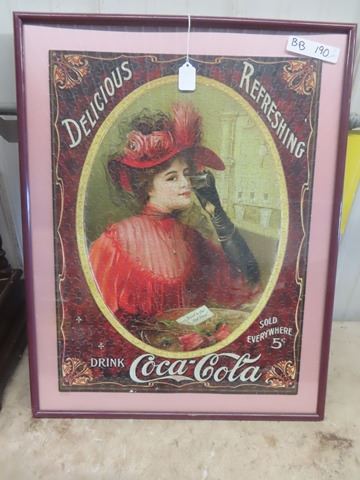 BB 190
DELICIOUS
REFRESHING
SOLD
EVERYWHERE
5¢
DRINK Coca-Cola